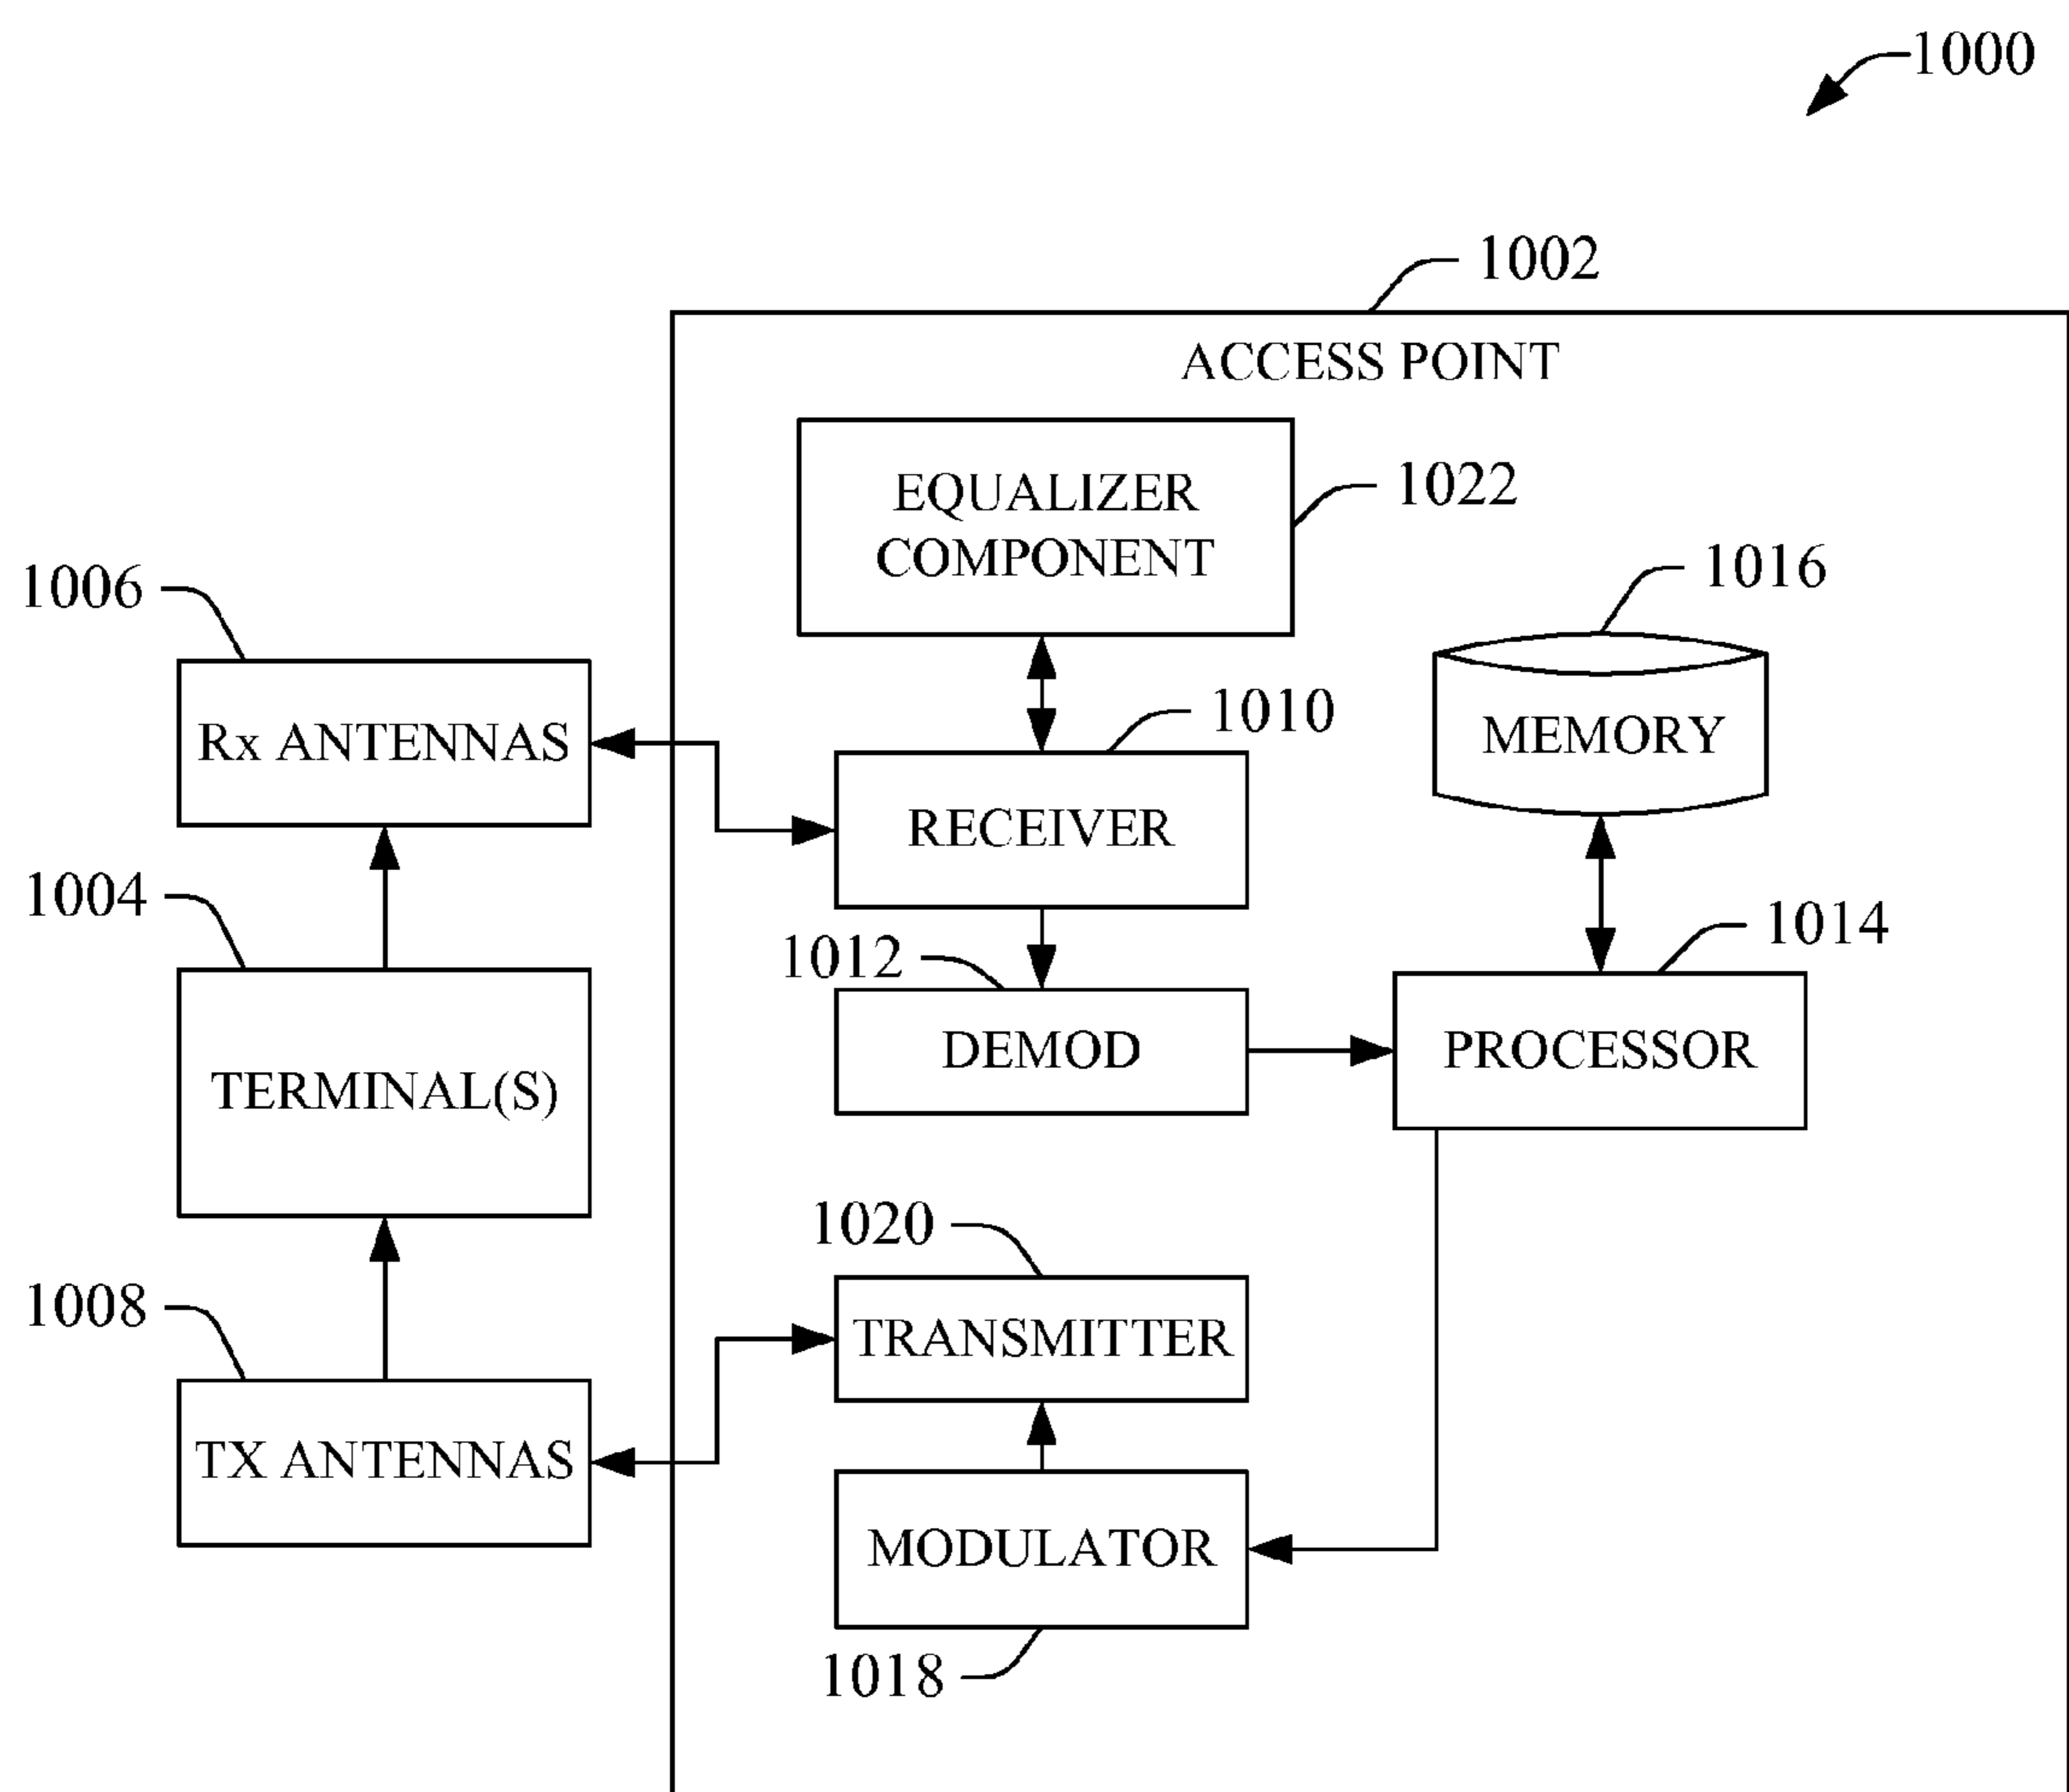 1000
1002
ACCESS POINT
EQUALIZER
COMPONENT
1022
1006
1016
Rx ANTENNAS
1010
MEMORY
RECEIVER
1004
1012
1014
TERMINAL(S)
DEMOD
PROCESSOR
1020
1008
TRANSMITTER
TX ANTENNAS
MODULATOR
1018